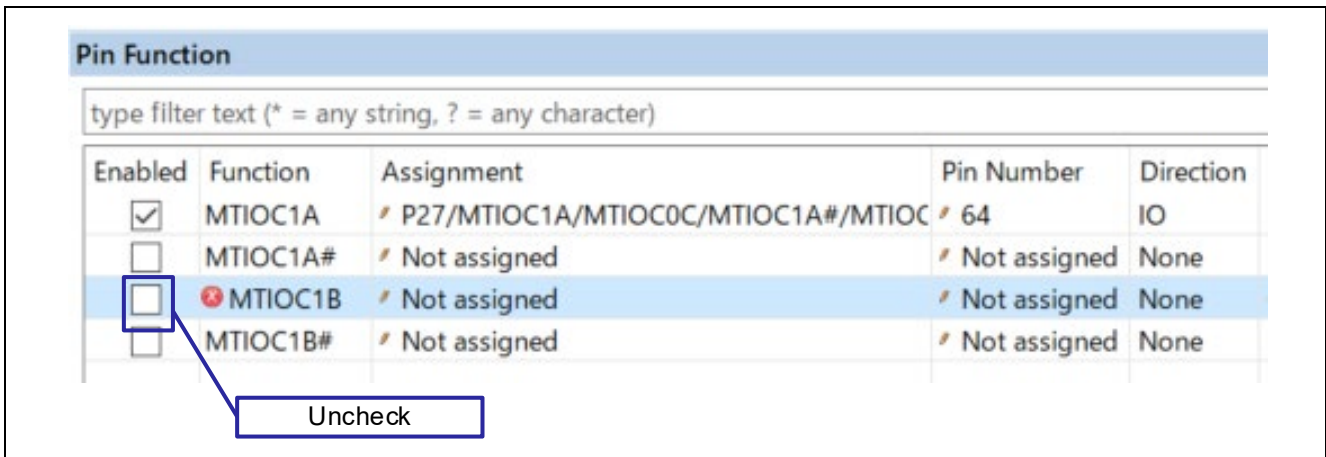 Pin Function
type filter text (* = any string, ? = any character)
Enabled Function Assignment Pin Number Direction
MTIOC1A P27/MTIOC1A/MTIOC0C/MTIOC1A#/MTIOC 64 IO
MTIOC1A# Not assigned Not assigned None
MTIOC1B Not assigned Not assigned None
MTIOC1B# Not assigned Not assigned None
Uncheck